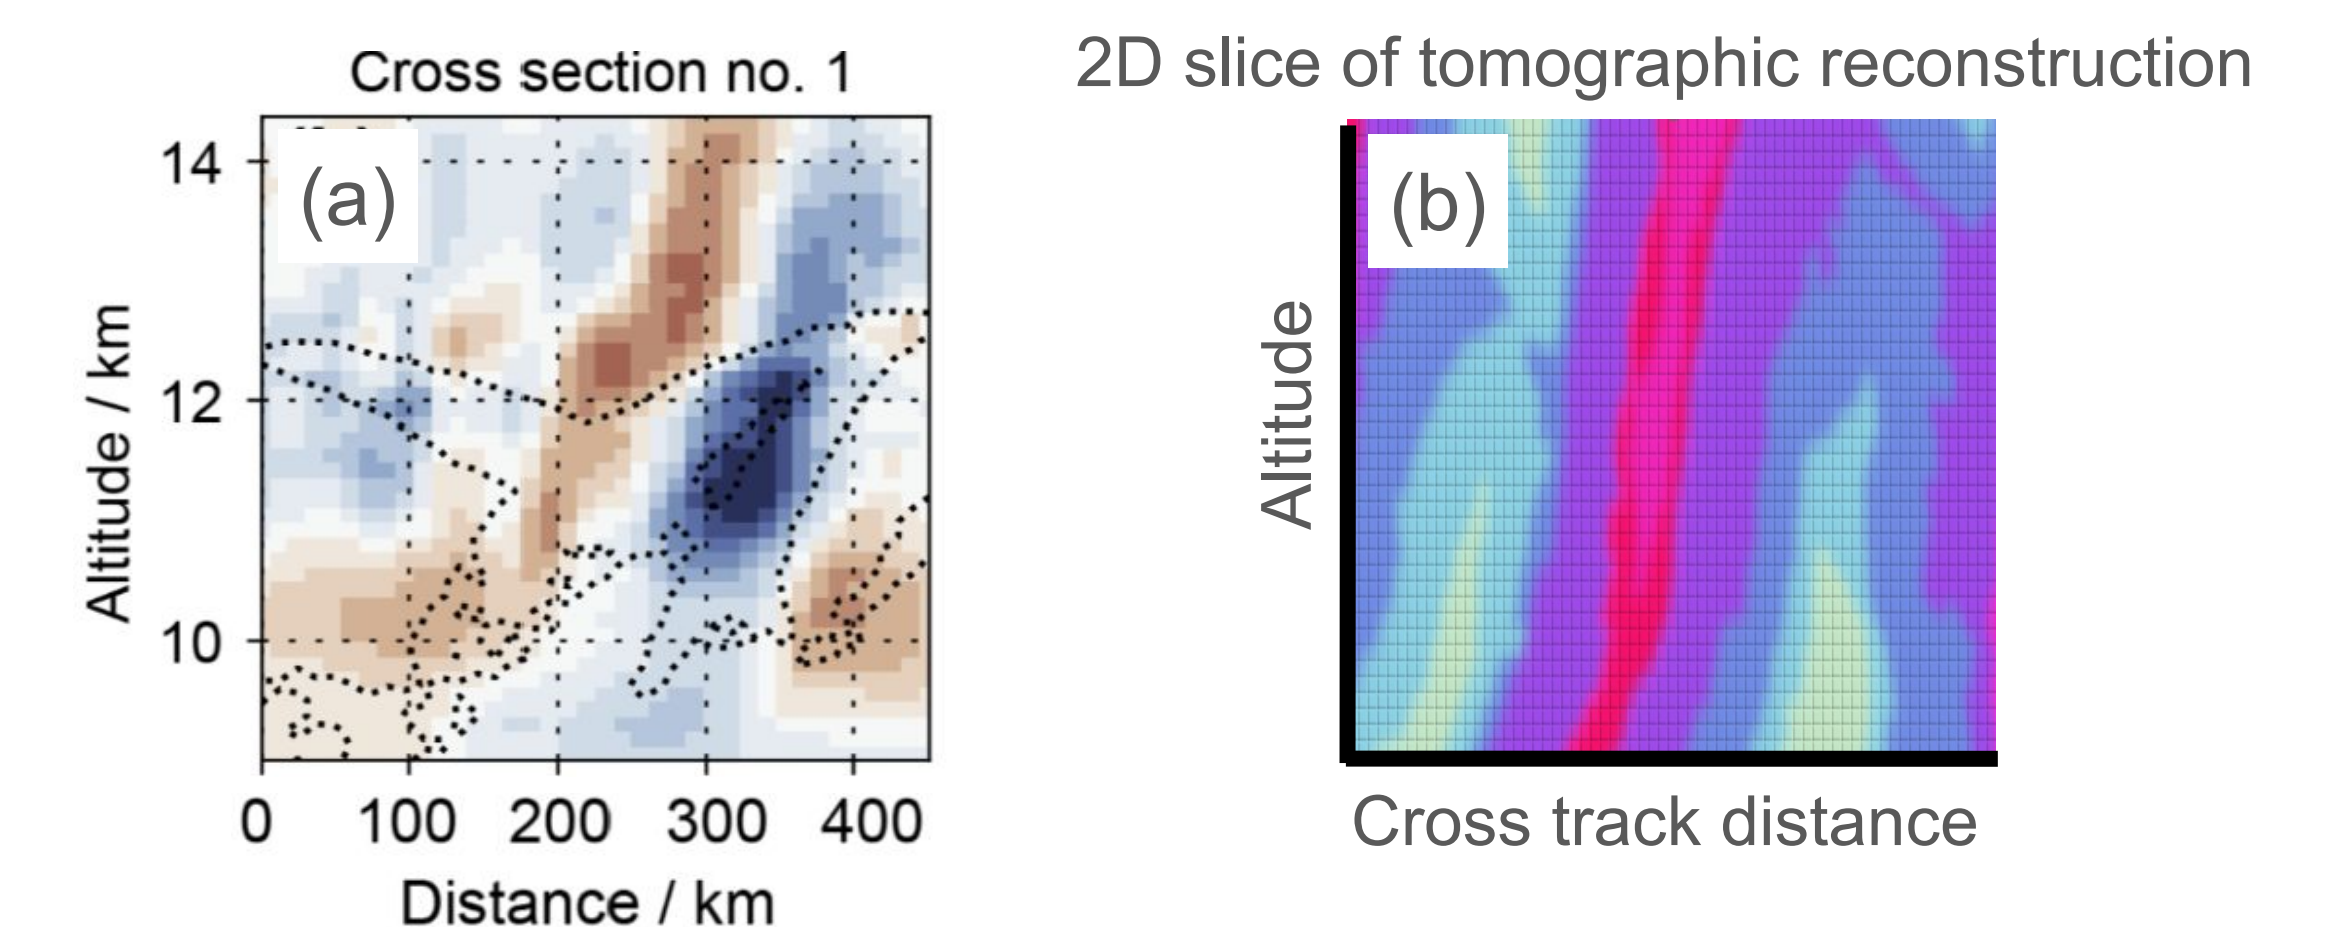 Cross section no. 1
(a)
14
12
10
Altitude / km
0 100 200 300 400
Distance / km
2D slice of tomographic reconstruction
(b)
Altitude
Cross track distance